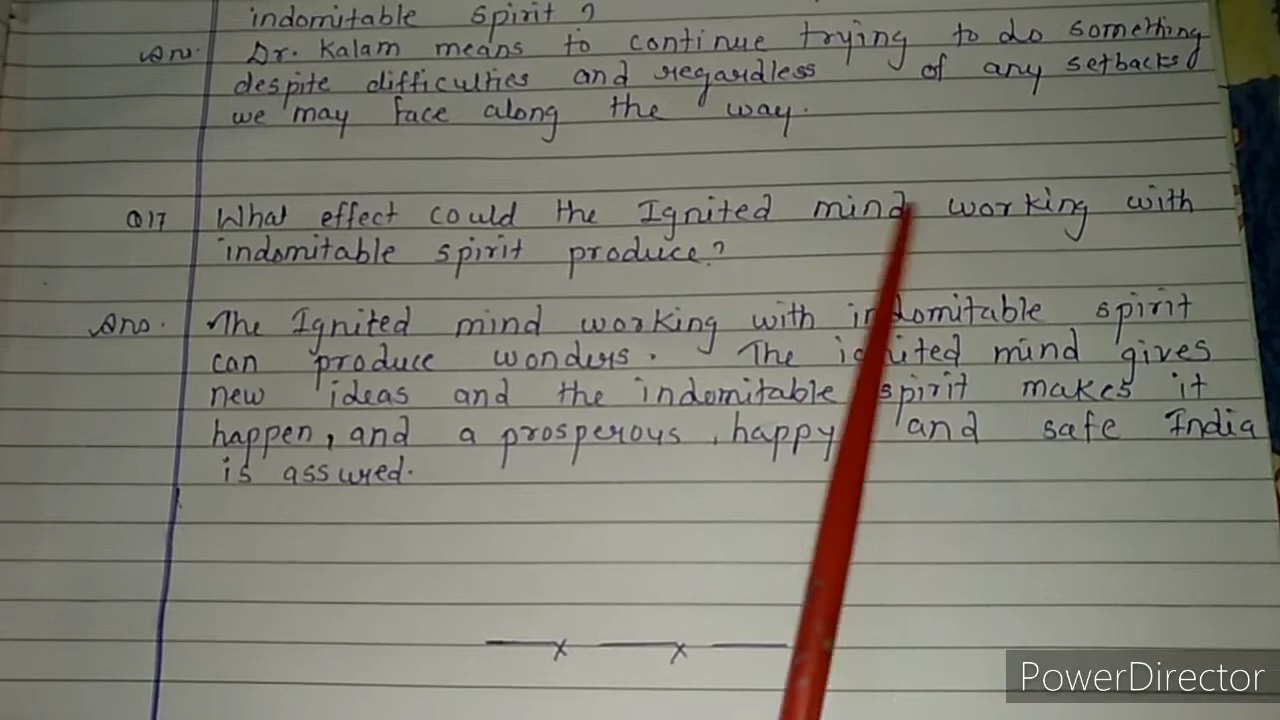 indomitable spirit ?
Ans. Dr. Kalam means to continue trying to do something
despite difficulties and regardless of any setbacks
we may face along the way.
Q17 What effect could the Ignited mind working with
indomitable spirit produce?
Ans. The Ignited mind working with indomitable spirit
can produce wonders. The ignited mind gives
new ideas and the indomitable spirit makes it
happen, and a prosperous, happy and safe India
is assured.
PowerDirector